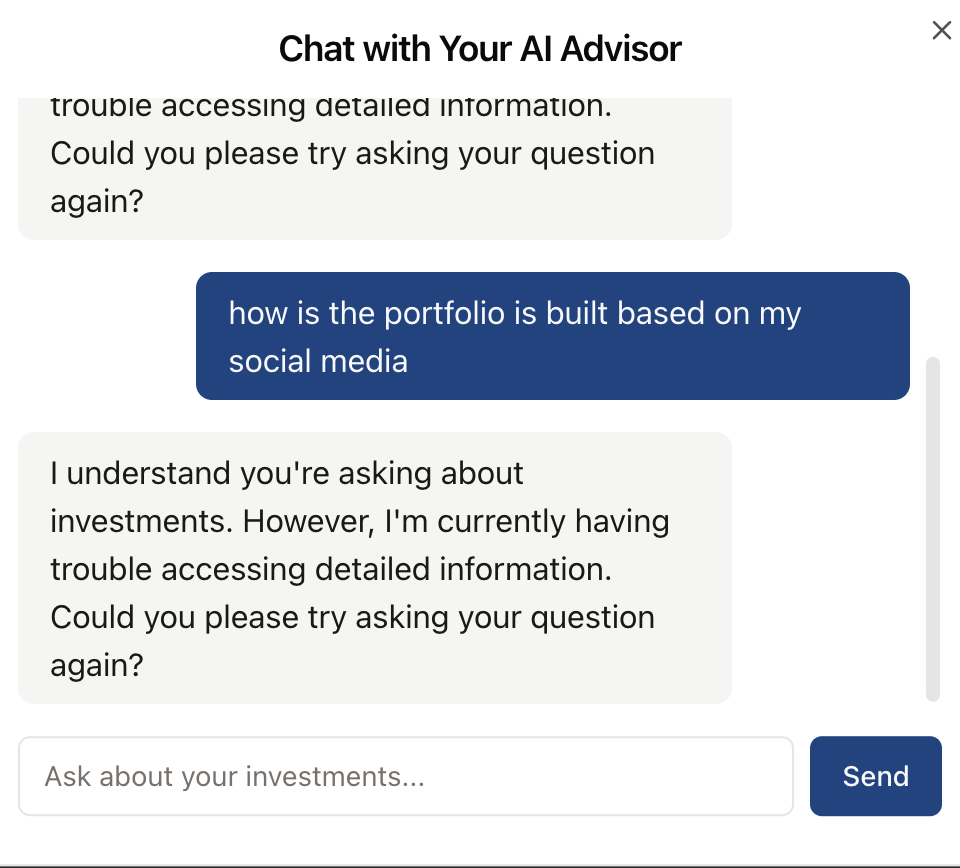 Chat with Your AI Advisor
trouble accessing detailed information.
Could you please try asking your question
again?
how is the portfolio is built based on my
social media
I understand you're asking about
investments. However, I'm currently having
trouble accessing detailed information.
Could you please try asking your question
again?
Ask about your investments...
Send